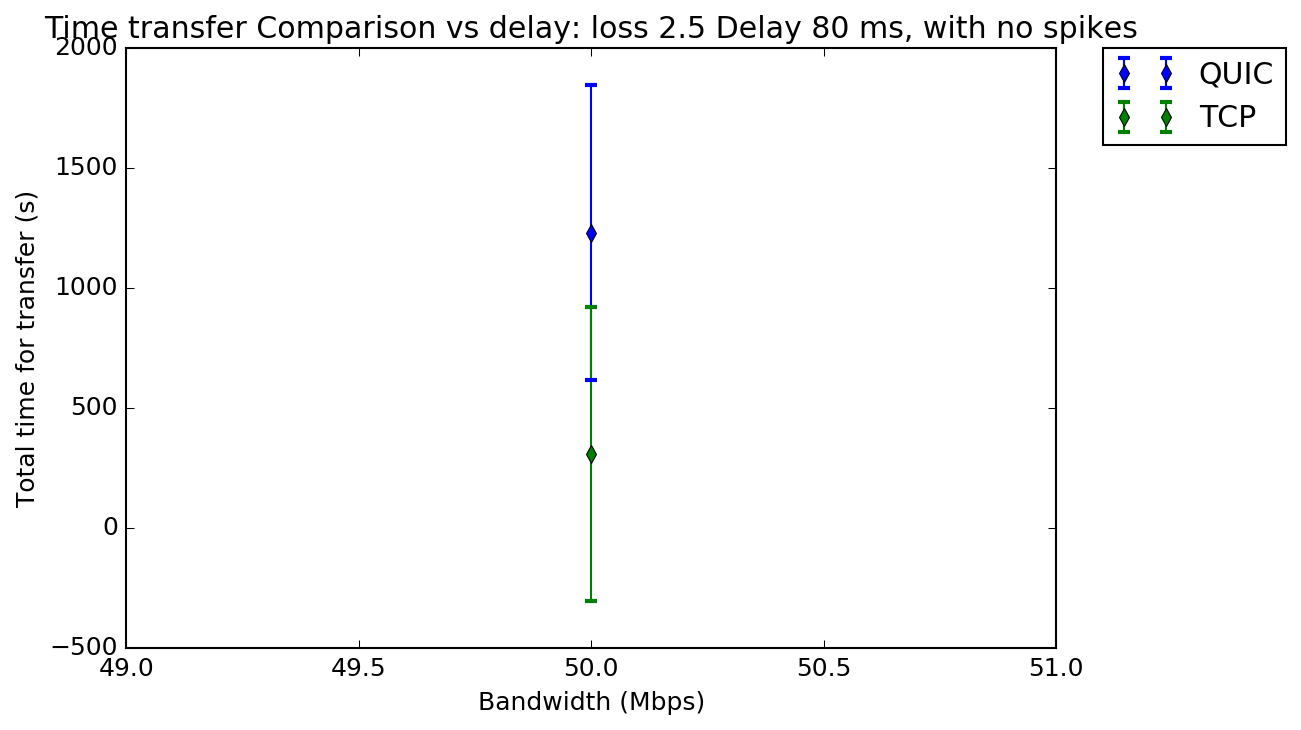 Time transfer Comparison vs delay: loss 2.5 Delay 80 ms, with no spikes
QUIC
TCP
2000
1500
1000
500
0
−500
Total time for transfer (s)
49.0 49.5 50.0 50.5 51.0
Bandwidth (Mbps)